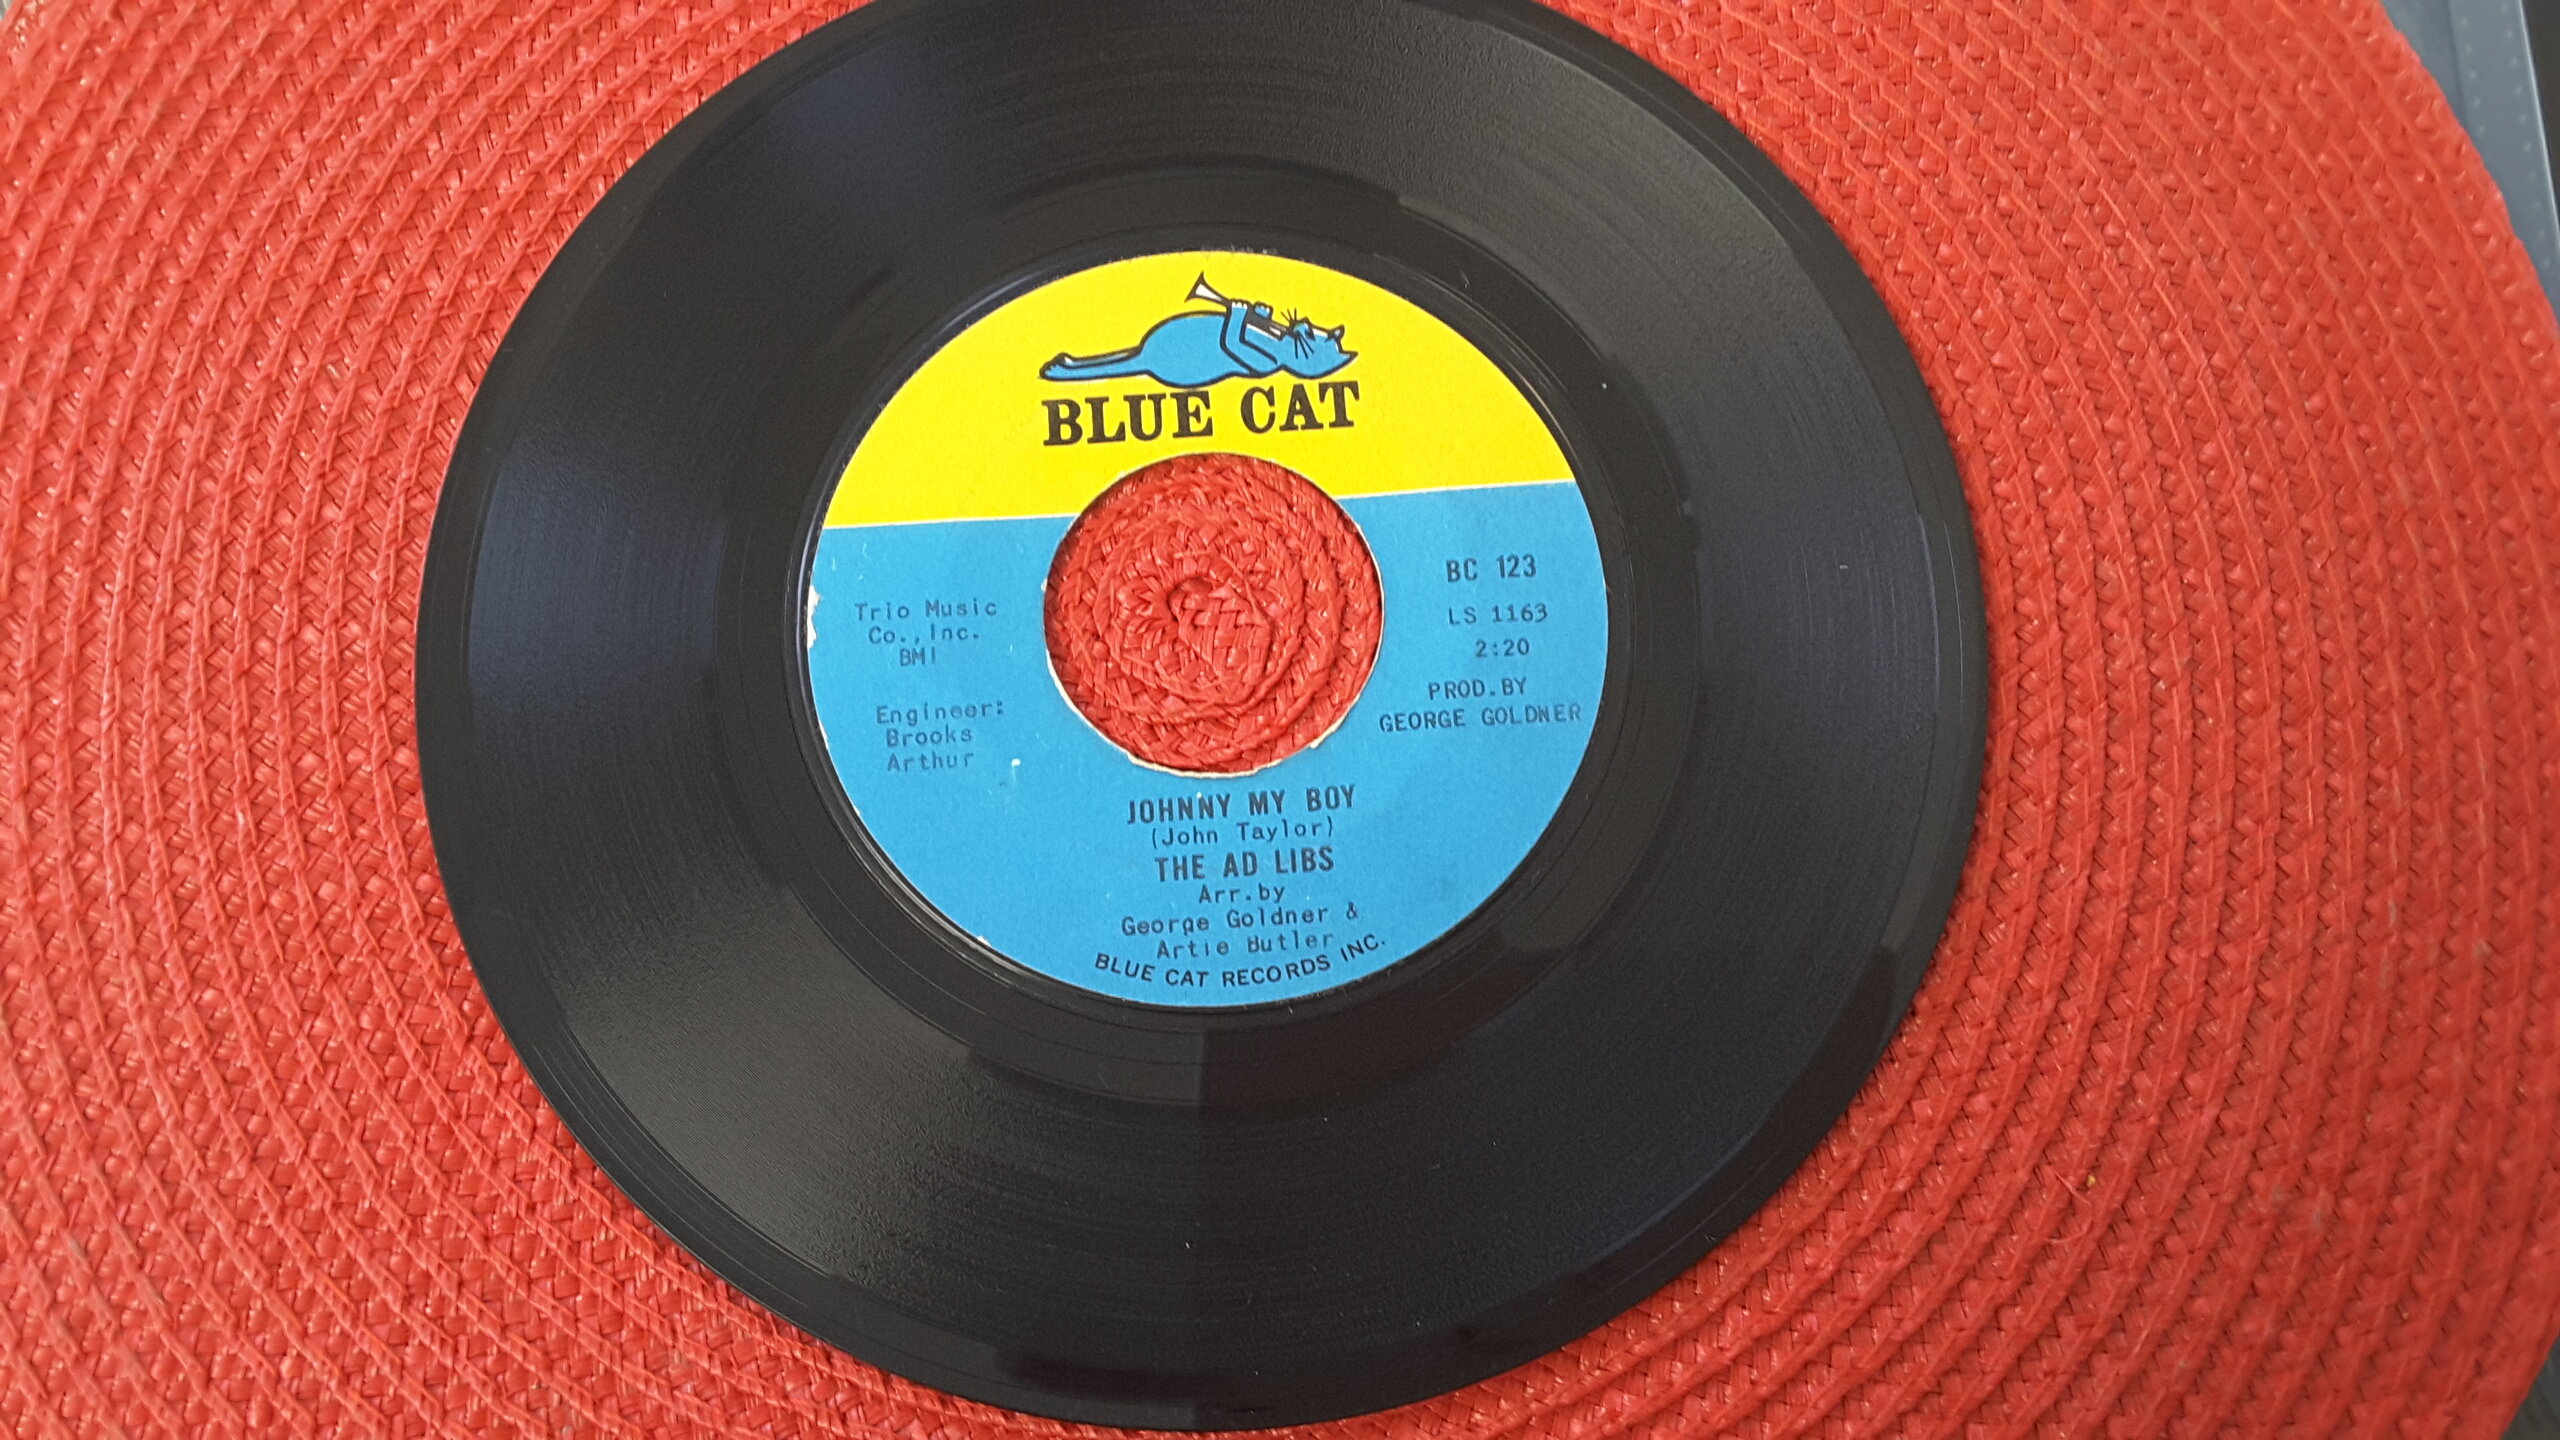 BLUE CAT
Trio Music
Co., Inc.
BMI
Engineer:
Brooks
Arthur
BC 123
LS 1163
2:20
PROD.BY
GEORGE GOLDNER
JOHNNY MY BOY
(John Taylor)
THE AD LIBS
Arr.by
George Goldner &
Artie Butler
BLUE CAT RECORDS INC.